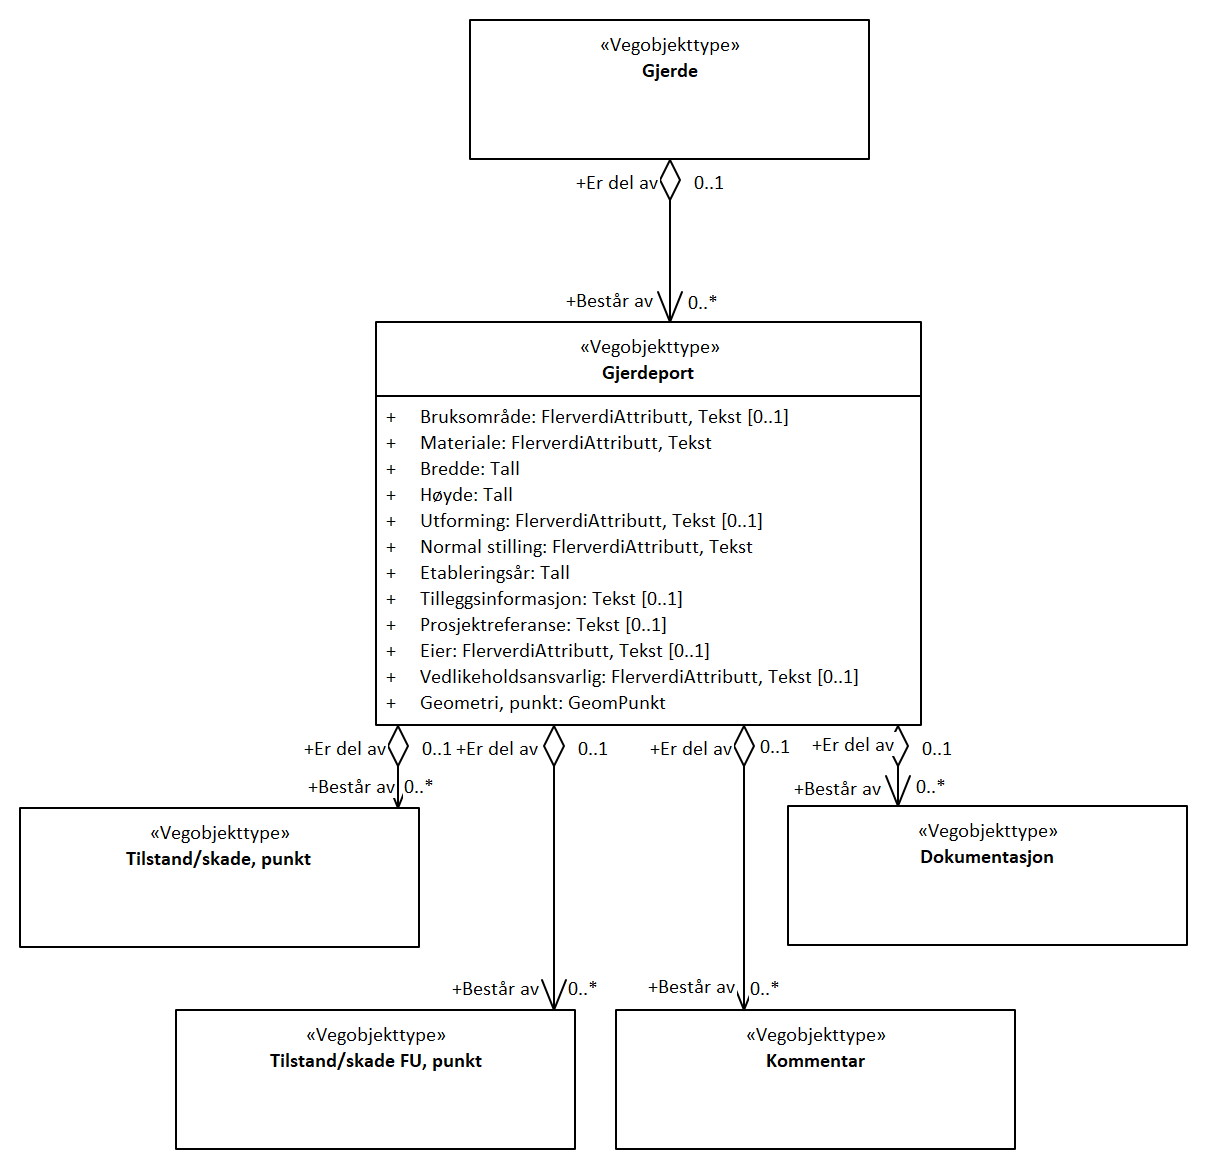 «Vegobjekttype»
Gjerde
+Er del av 0..1
+Består av 0..*
«Vegobjekttype»
Gjerdeport
+ Bruksområde: FlerverdiAttributt, Tekst [0..1]
+ Materiale: FlerverdiAttributt, Tekst
+ Bredde: Tall
+ Høyde: Tall
+ Utforming: FlerverdiAttributt, Tekst [0..1]
+ Normal stilling: FlerverdiAttributt, Tekst
+ Etableringsår: Tall
+ Tilleggsinformasjon: Tekst [0..1]
+ Prosjektreferanse: Tekst [0..1]
+ Eier: FlerverdiAttributt, Tekst [0..1]
+ Vedlikeholdsansvarlig: FlerverdiAttributt, Tekst [0..1]
+ Geometri, punkt: GeomPunkt
+Er del av 0..1 +Er del av 0..1 +Er del av 0..1 +Er del av 0..1
+Består av 0..* +Består av 0..*
«Vegobjekttype»
Tilstand/skade, punkt
«Vegobjekttype»
Dokumentasjon
+Består av 0..* +Består av 0..*
«Vegobjekttype»
Tilstand/skade FU, punkt
«Vegobjekttype»
Kommentar